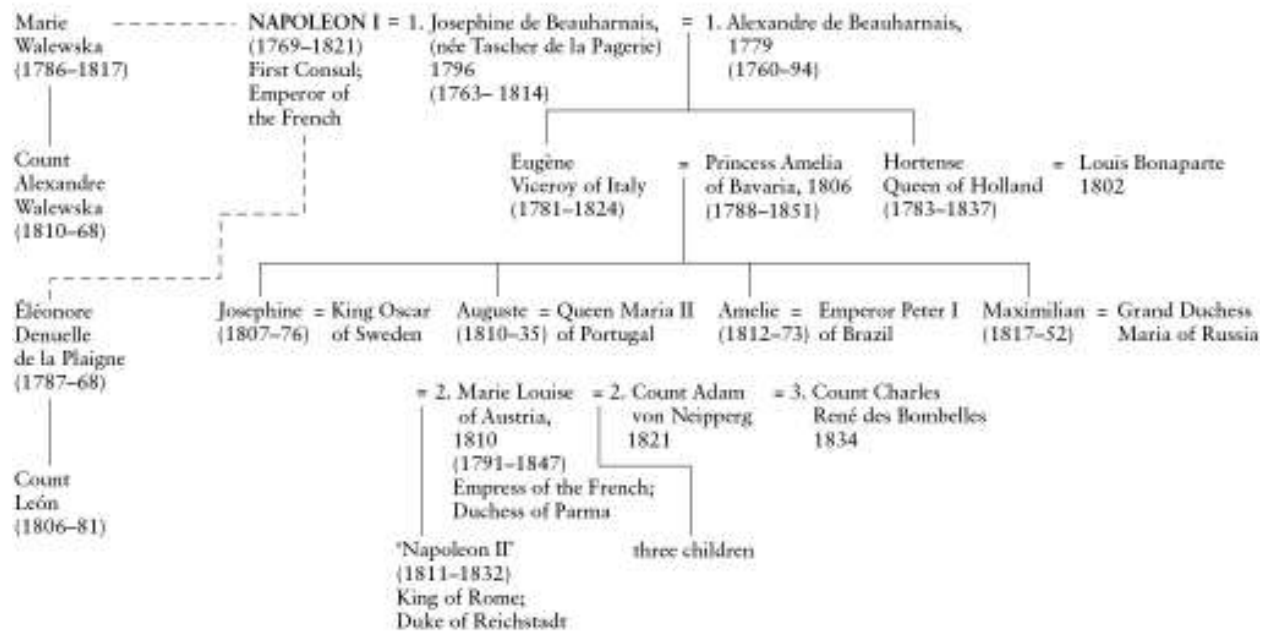 Marie
Walewska
(1786–1817)
NAPOLEON I = 1. Josephine de Beauharnais, = 1. Alexandre de Beauharnais,
(1769–1821)
First Consul;
Emperor of
the French
(née Tascher de la Pagerie)
1796
(1763– 1814)
1779
(1760–94)
Count
Alexandre
Walewska
(1810–68)
Eugène
Viceroy of Italy
(1781–1824)
=
Princess Amelia
of Bavaria, 1806
(1788–1851)
Hortense
Queen of Holland
(1783–1837)
=
Louis Bonaparte
1802
Éléonore
Denuelle
de la Plaigne
(1787–68)
Josephine = King Oscar
(1807–76) of Sweden
Auguste = Queen Maria II
(1810–35) of Portugal
Amelie = Emperor Peter I
(1812–73) of Brazil
Maximilian = Grand Duchess
(1817–52) Maria of Russia
= 2. Marie Louise
of Austria,
1810
(1791–1847)
Empress of the French;
Duchess of Parma
= 2. Count Adam
von Neipperg
1821
= 3. Count Charles
René des Bombelles
1834
Count
León
(1806–81)
'Napoleon II'
(1811–1832)
King of Rome;
Duke of Reichstadt
three children